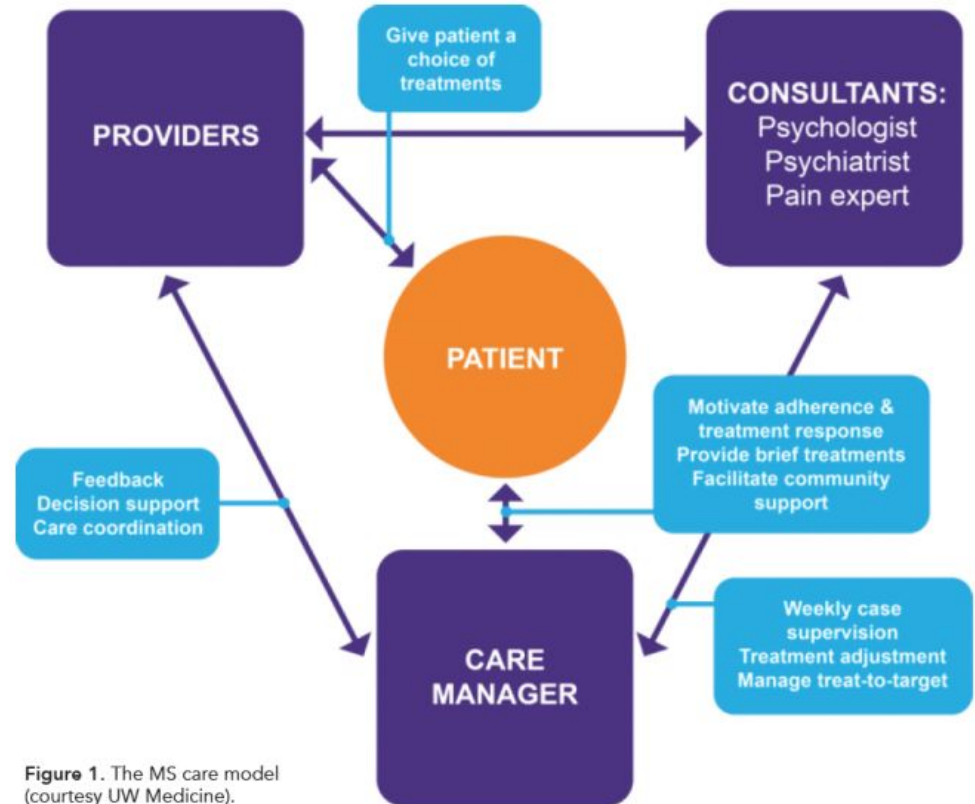 Give patient a
choice of
treatments
PROVIDERS
CONSULTANTS:
Psychologist
Psychiatrist
Pain expert
PATIENT
Motivate adherence &
treatment response
Provide brief treatments
Facilitate community
support
Feedback
Decision support
Care coordination
Weekly case
supervision
Treatment adjustment
Manage treat-to-target
CARE
MANAGER
Figure 1. The MS care model
(courtesy UW Medicine).